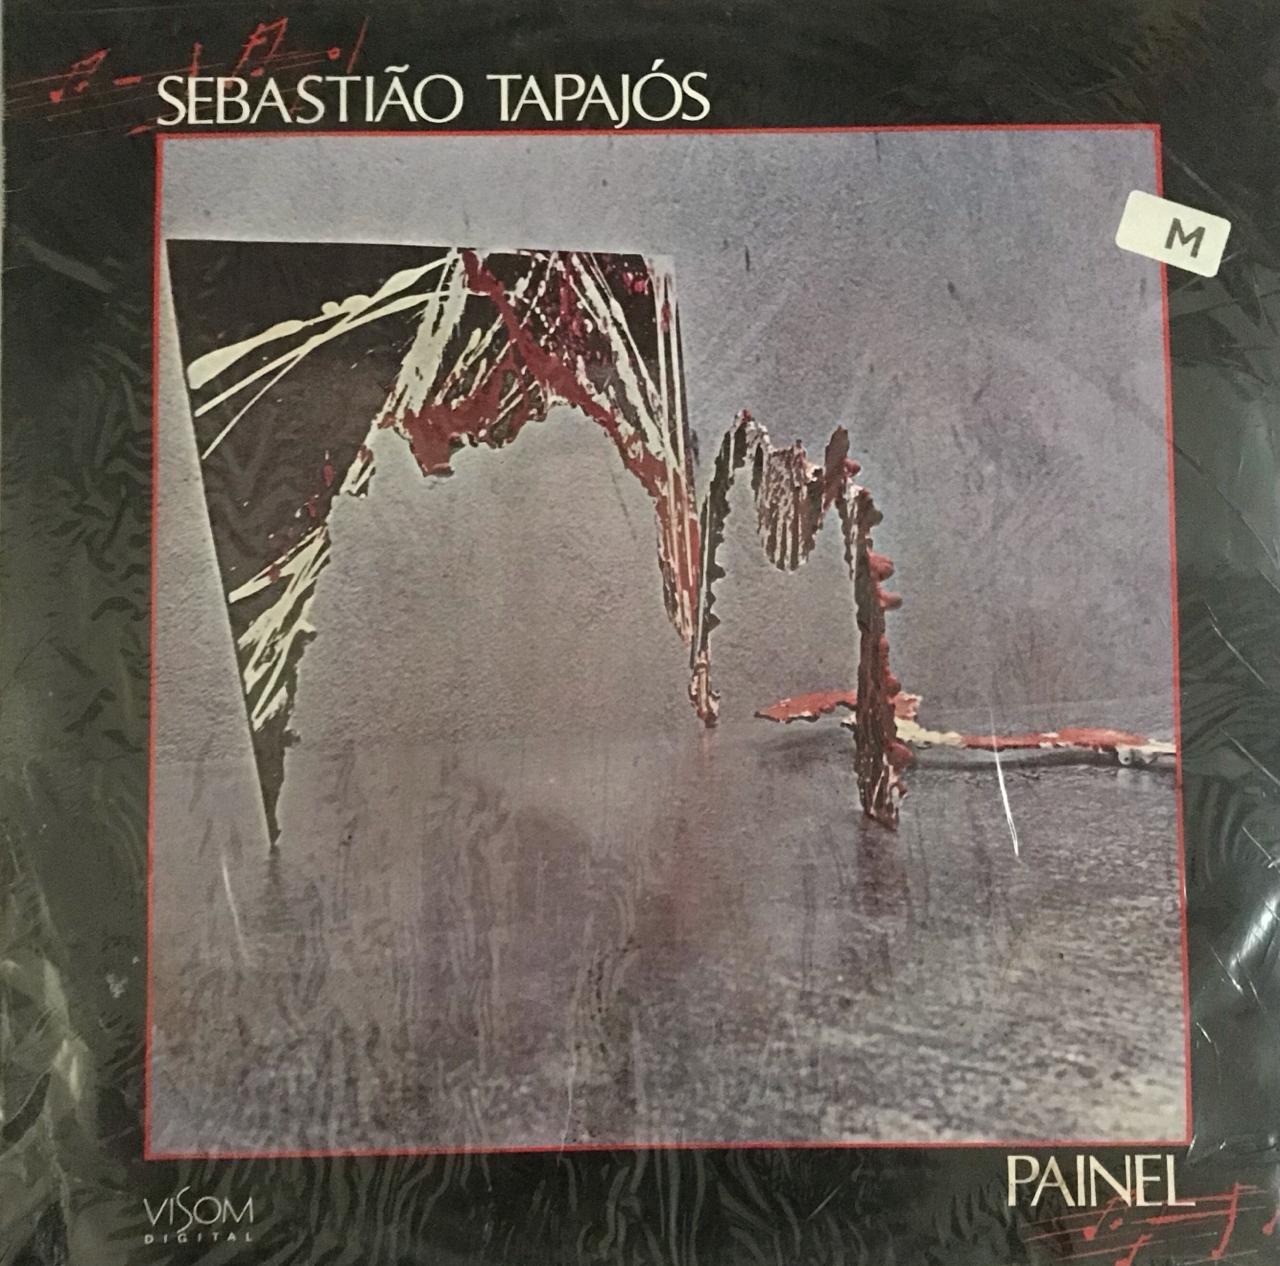 SEBASTIÃO TAPAJÓS
M
PAINEL
VISOM
DIGITAL